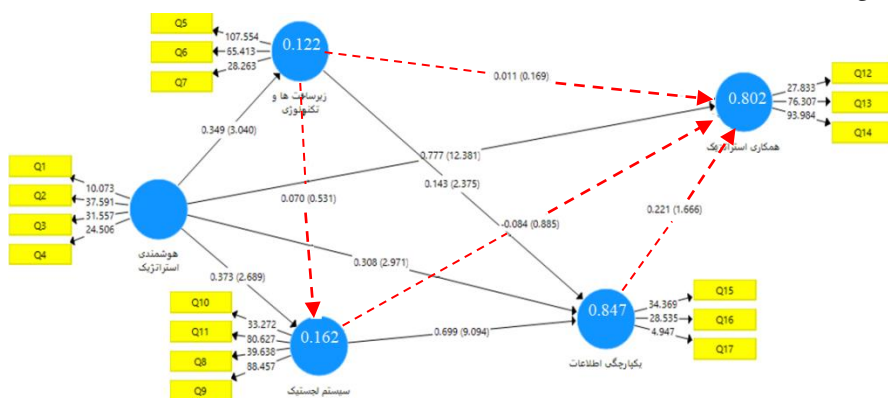 Q5
Q6
Q7
107.554
65.413
28.263
0.122
زیرساخت ها و
تکنولوژی
0.011 (0.169)
0.802
27.833
76.307
93.984
Q12
Q13
Q14
همکاری استراتژیک
0.349 (3.040)
0.777 (12.381)
0.143 (2.375)
0.070 (0.531)
-0.084 (0.885)
0.221 (1.666)
Q1
Q2
Q3
Q4
10.073
37.591
31.557
24.506
هوشمندی
استراتژیک
0.308 (2.971)
0.373 (2.689)
Q10
Q11
Q8
Q9
33.272
80.627
39.638
88.457
0.162
سیستم لجستیک
0.699 (9.094)
0.847
34.369
28.535
4.947
Q15
Q16
Q17
یکپارچگی اطلاعات